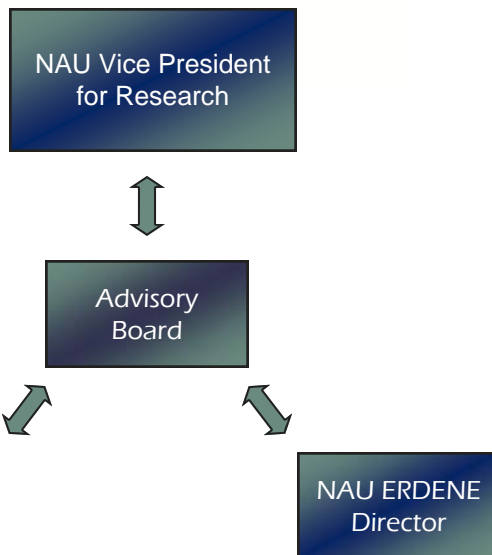 NAU Vice President
for Research
Advisory
Board
NAU ERDENE
Director